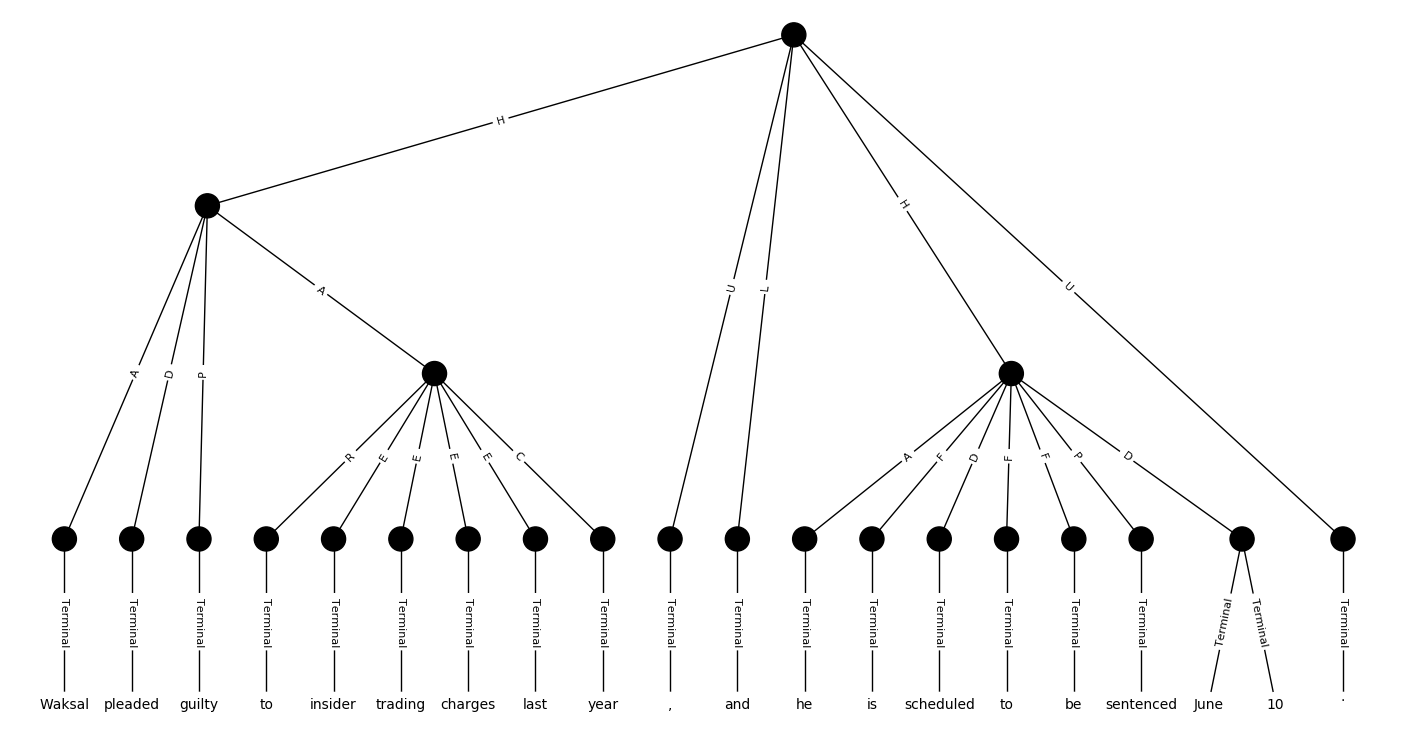 H
A
U L
H
U
A D P
R E E E E C
A F D F F P D
Terminal Terminal Terminal Terminal Terminal Terminal Terminal Terminal Terminal Terminal Terminal Terminal Terminal Terminal Terminal Terminal Terminal Terminal Terminal Terminal
Waksal pleaded guilty to insider trading charges last year , and he is scheduled to be sentenced June 10 .